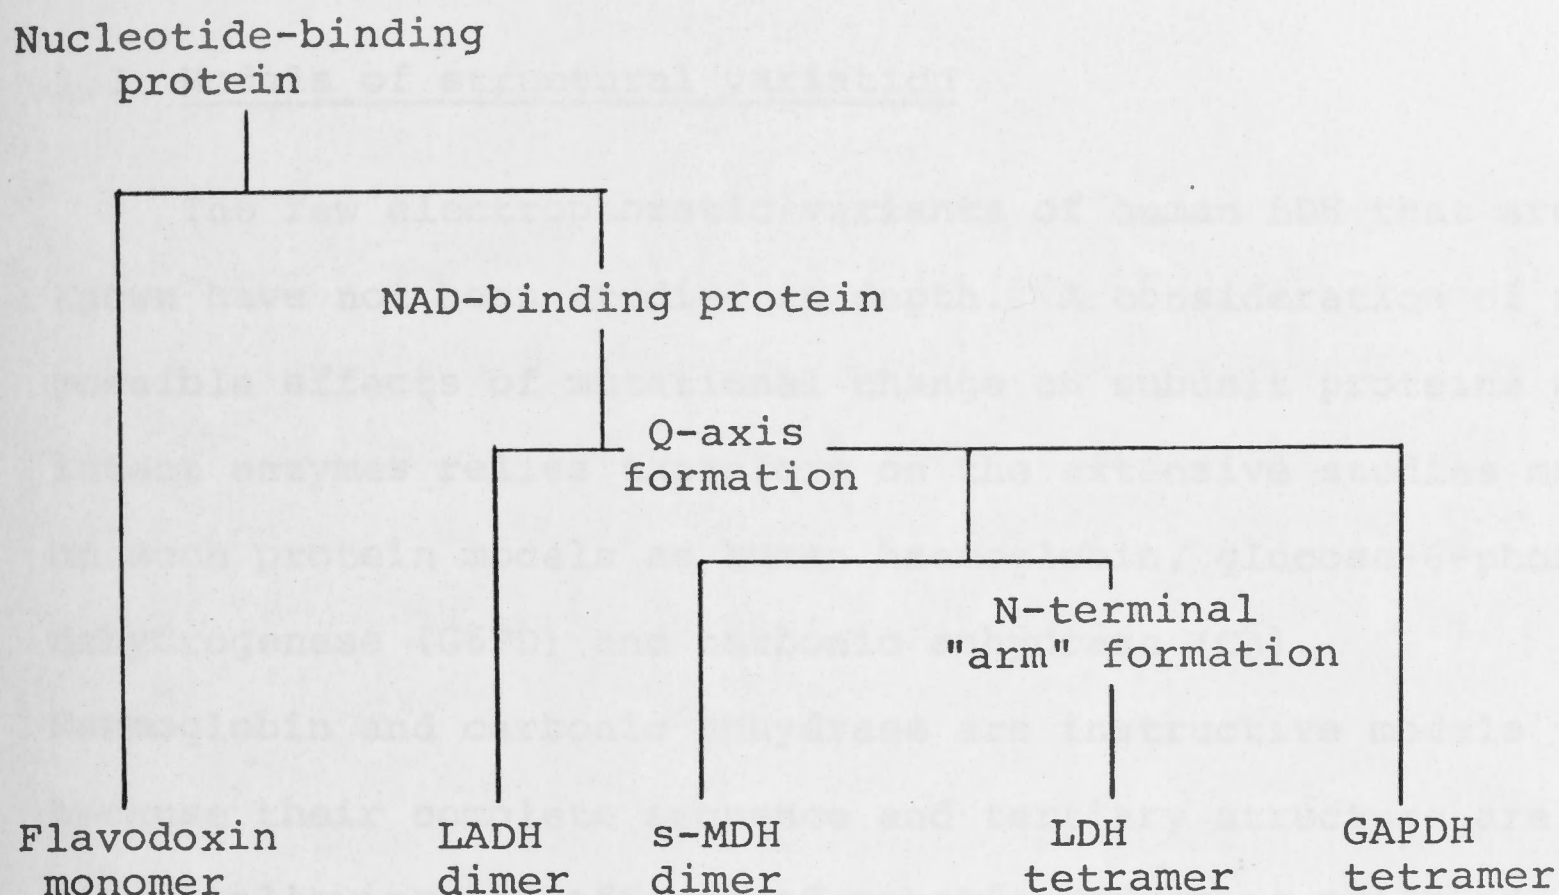 Nucleotide-binding
protein
NAD-binding protein
Q-axis
formation
N-terminal
"arm" formation
Flavodoxin
monomer
LADH
dimer
s-MDH
dimer
LDH
tetramer
GAPDH
tetramer